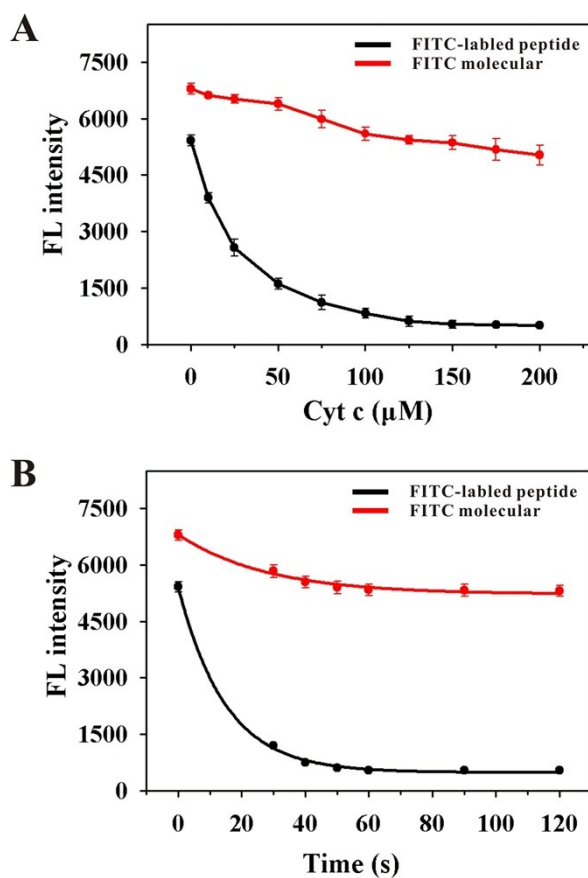 A
FITC-labled peptide
FITC molecular
7500
6000
4500
3000
1500
0
FL intensity
0 50 100 150 200
Cyt c (μM)
B
FITC-labled peptide
FITC molecular
7500
6000
4500
3000
1500
0
FL intensity
0 20 40 60 80 100 120
Time (s)